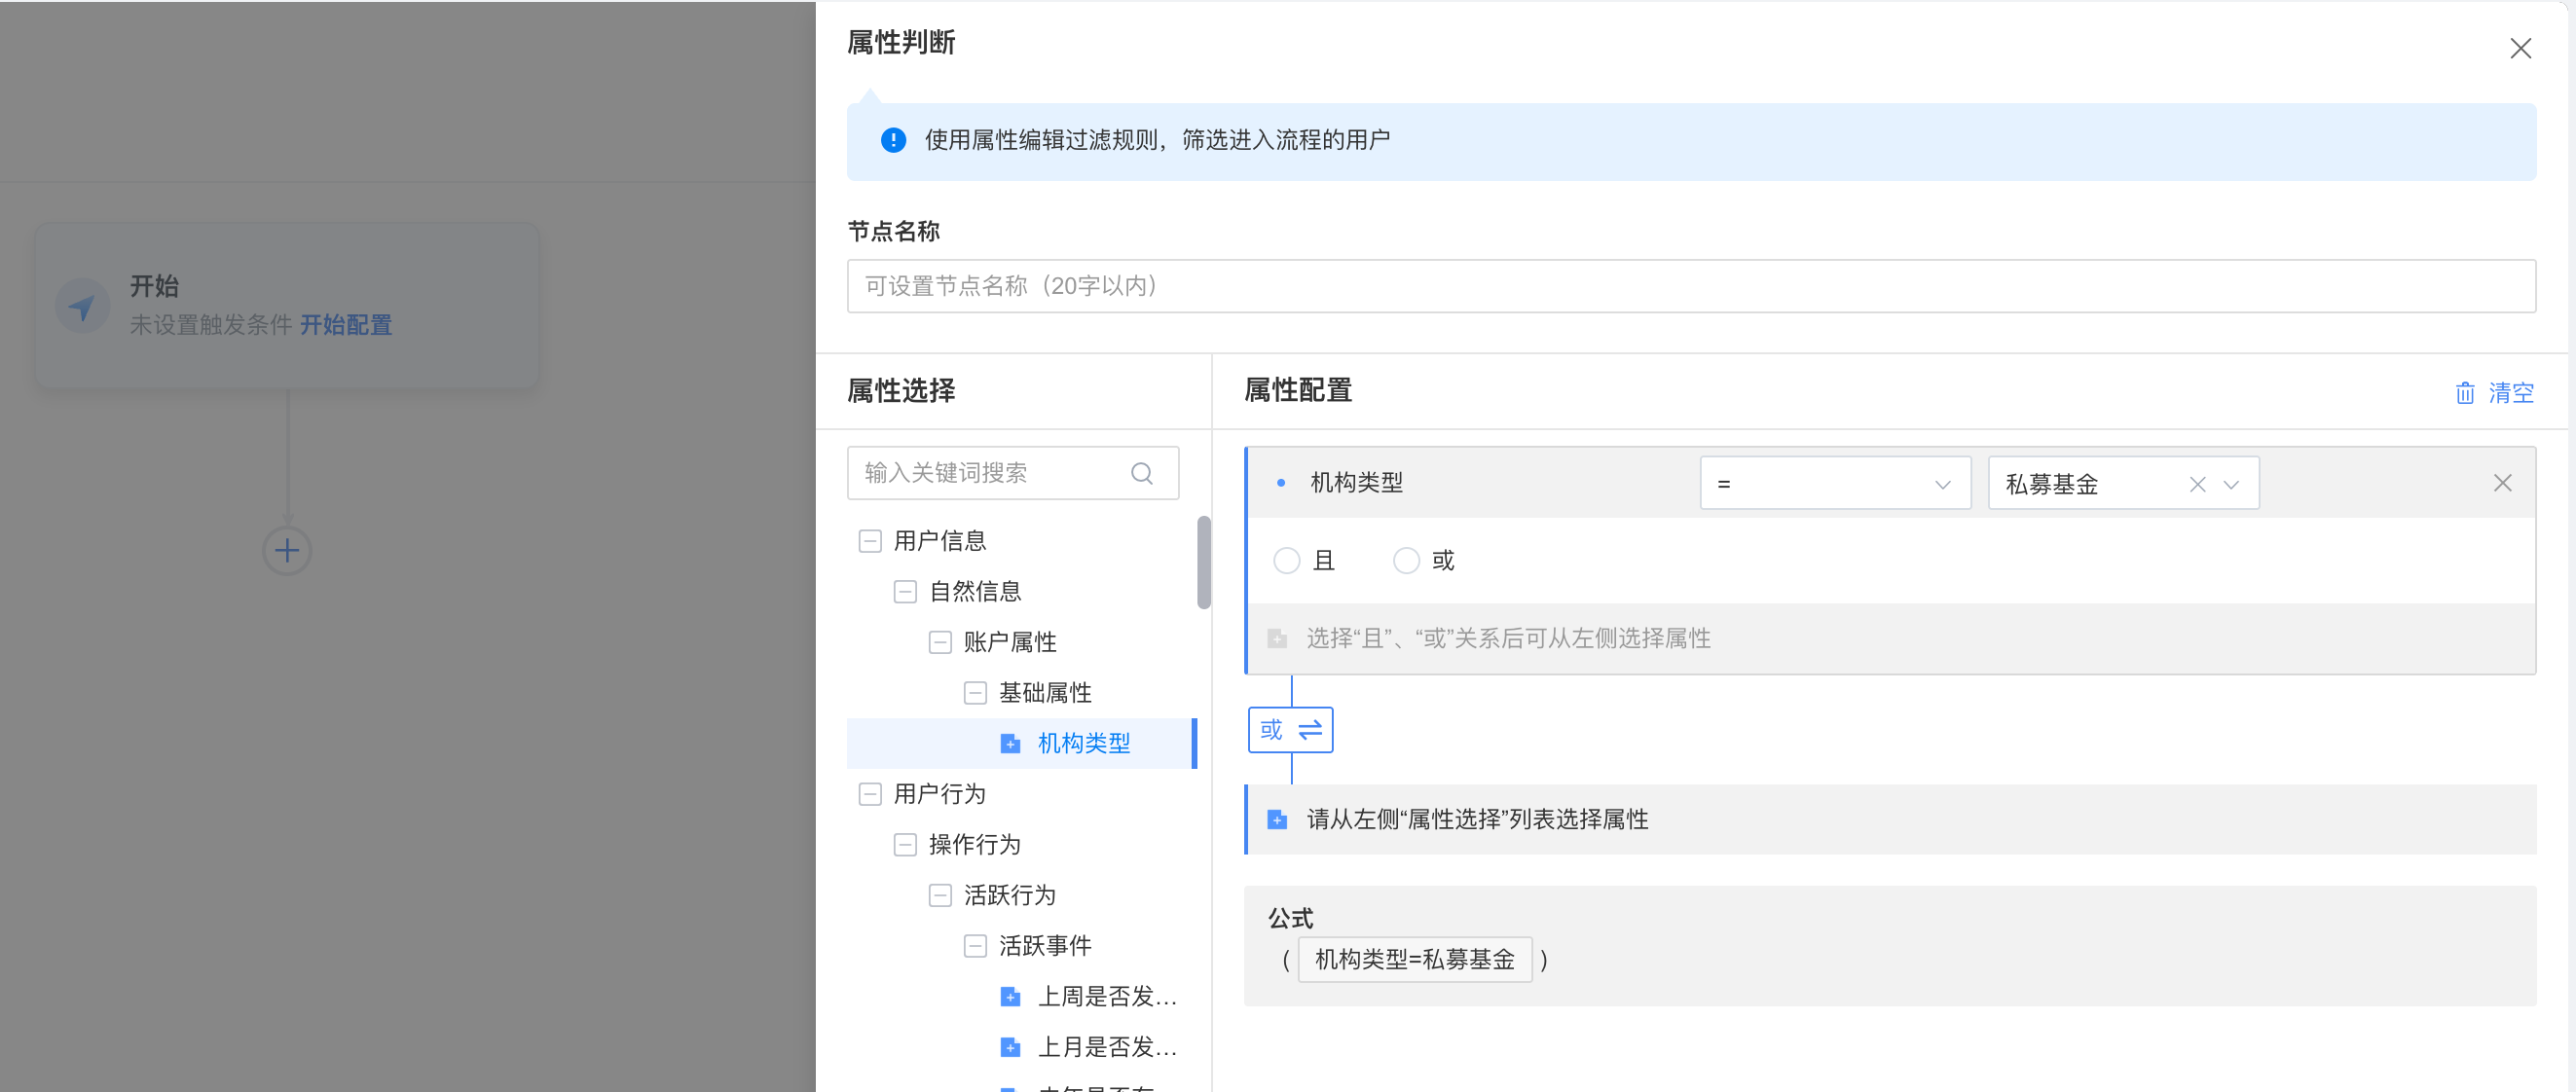 属性判断
使用属性编辑过滤规则，筛选进入流程的用户
节点名称
可设置节点名称（20字以内）
开始
未设置触发条件 开始配置
属性选择
输入关键词搜索
用户信息
自然信息
账户属性
基础属性
机构类型
用户行为
操作行为
活跃行为
活跃事件
上周是否发...
上月是否发...
属性配置
清空
机构类型 = 私募基金
且 或
选择“且”、“或”关系后可从左侧选择属性
或
请从左侧“属性选择”列表选择属性
公式
( 机构类型=私募基金 )